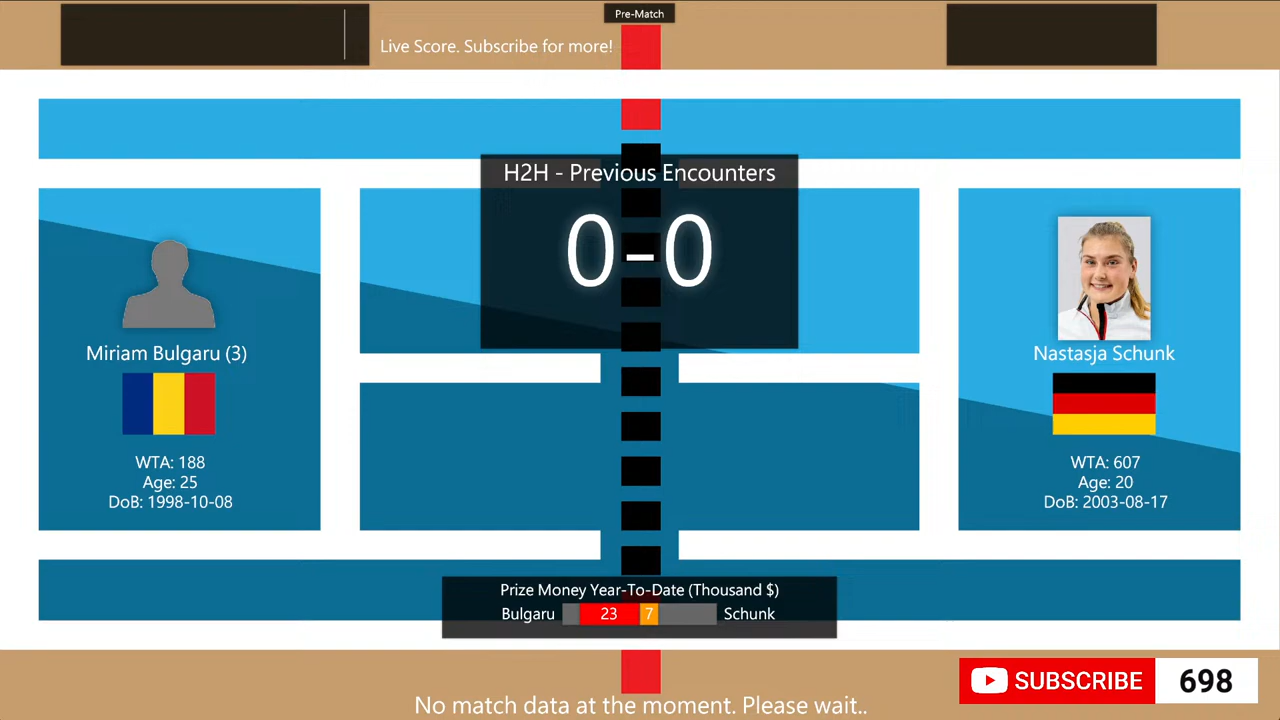 Pre-Match
Live Score. Subscribe for more!
H2H - Previous Encounters
0-0
Miriam Bulgaru (3)
WTA: 188
Age: 25
DoB: 1998-10-08
Nastasja Schunk
WTA: 607
Age: 20
DoB: 2003-08-17
Prize Money Year-To-Date (Thousand $)
Bulgaru 23 7 Schunk
SUBSCRIBE 698
No match data at the moment. Please wait..